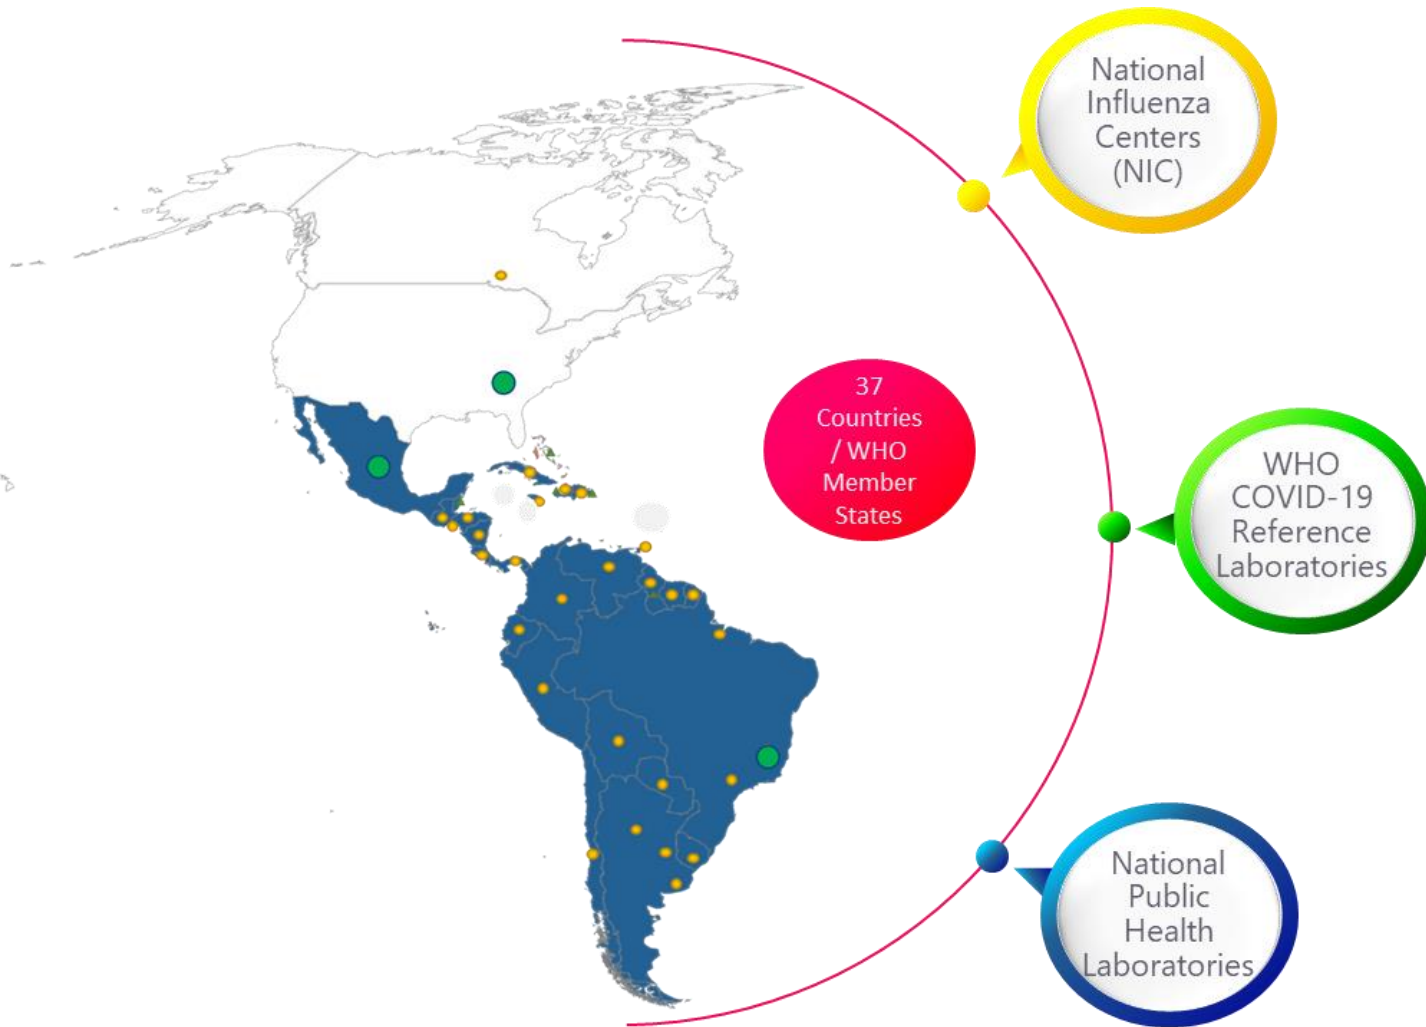 National
Influenza
Centers
(NIC)
37
Countries
/ WHO
Member
States
WHO
COVID-19
Reference
Laboratories
National
Public
Health
Laboratories